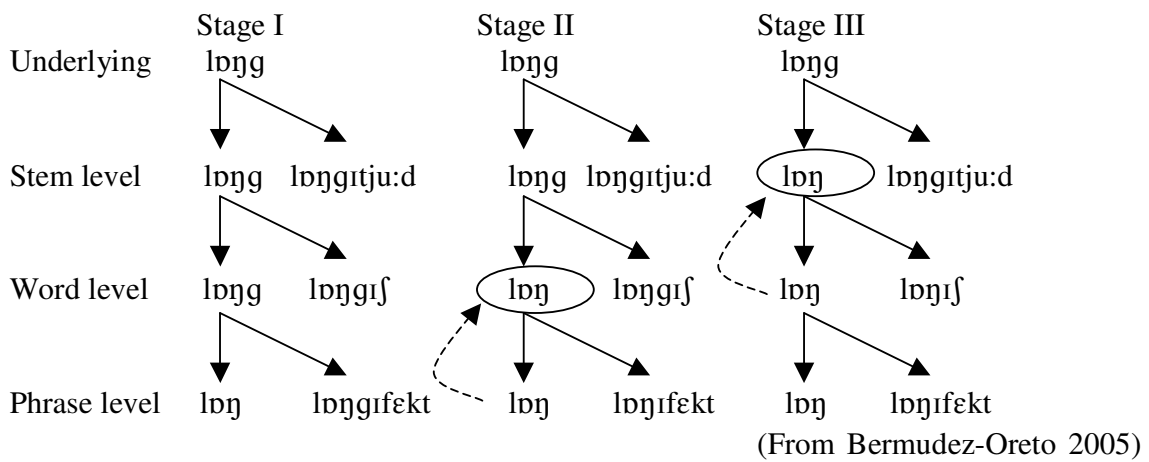 Stage I Stage II Stage III
Underlying lɒŋg lɒŋg lɒŋg
Stem level lɒŋg lɒŋgɪtju:d lɒŋg lɒŋgɪtju:d lɒŋ lɒŋgɪtju:d
Word level lɒŋg lɒŋgɪʃ lɒŋ lɒŋgɪʃ lɒŋ lɒŋɪʃ
Phrase level lɒŋ lɒŋgɪfɛkt lɒŋ lɒŋɪfɛkt lɒŋ lɒŋɪfɛkt
(From Bermudez-Oreto 2005)